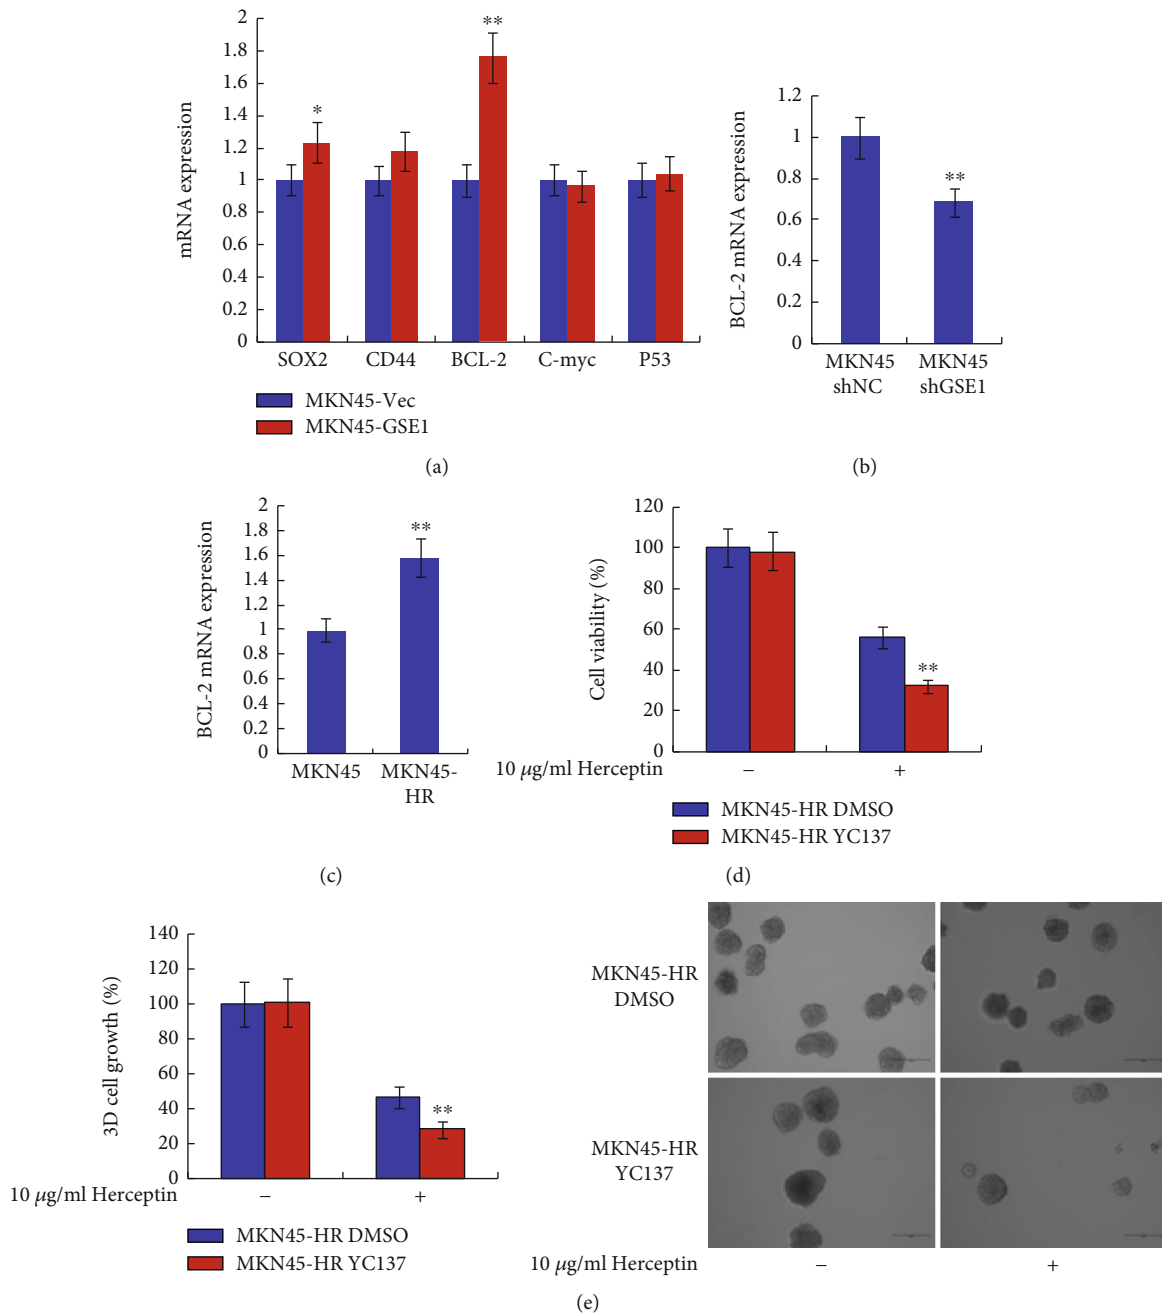 mRNA expression
2
1.8
1.6
1.4
1.2
1
0.8
0.6
0.4
0.2
0
*
**
SOX2 CD44 BCL-2 C-myc P53
MKN45-Vec
MKN45-GSE1
(a)
BCL-2 mRNA expression
1.2
1
0.8
0.6
0.4
0.2
0
**
MKN45 MKN45
shNC shGSE1
(b)
BCL-2 mRNA expression
2
1.8
1.6
1.4
1.2
1
0.8
0.6
0.4
0.2
0
**
MKN45 MKN45-
HR
(c)
Cell viability (%)
120
100
80
60
40
20
0
**
10 μg/ml Herceptin − +
MKN45-HR DMSO
MKN45-HR YC137
(d)
3D cell growth (%)
140
120
100
80
60
40
20
0
**
10 μg/ml Herceptin − +
MKN45-HR DMSO
MKN45-HR YC137
MKN45-HR
DMSO
MKN45-HR
YC137
10 μg/ml Herceptin − +
(e)